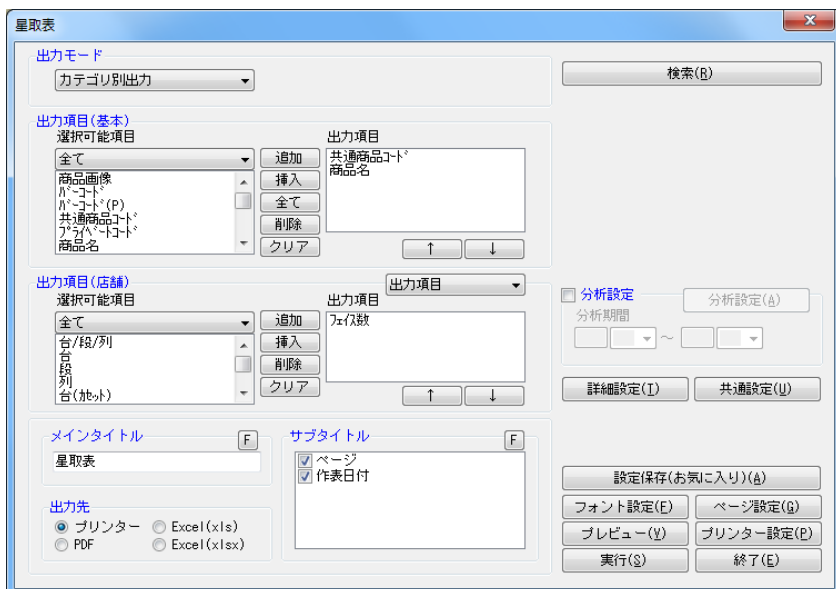 星取表
出力モード
カテゴリ別出力
検索(R)
出力項目(基本)
選択可能項目
出力項目
全て
追加
挿入
全て
削除
クリア
商品画像
バーコード
バーコード(P)
共通商品コード
プライベートコード
商品名
共通商品コード
商品名
↑
↓
出力項目(店舗)
出力項目
選択可能項目
出力項目
全て
追加
挿入
削除
クリア
台/段/列
台
段
列
台(カセット)
フェイス数
↑
↓
分析設定
分析設定(A)
分析期間
～
詳細設定(T)
共通設定(U)
メインタイトル
F
星取表
サブタイトル
F
ページ
作表日付
出力先
プリンター
Excel(xls)
PDF
Excel(xlsx)
設定保存(お気に入り)(A)
フォント設定(F)
ページ設定(G)
プレビュー(V)
プリンター設定(P)
実行(S)
終了(E)